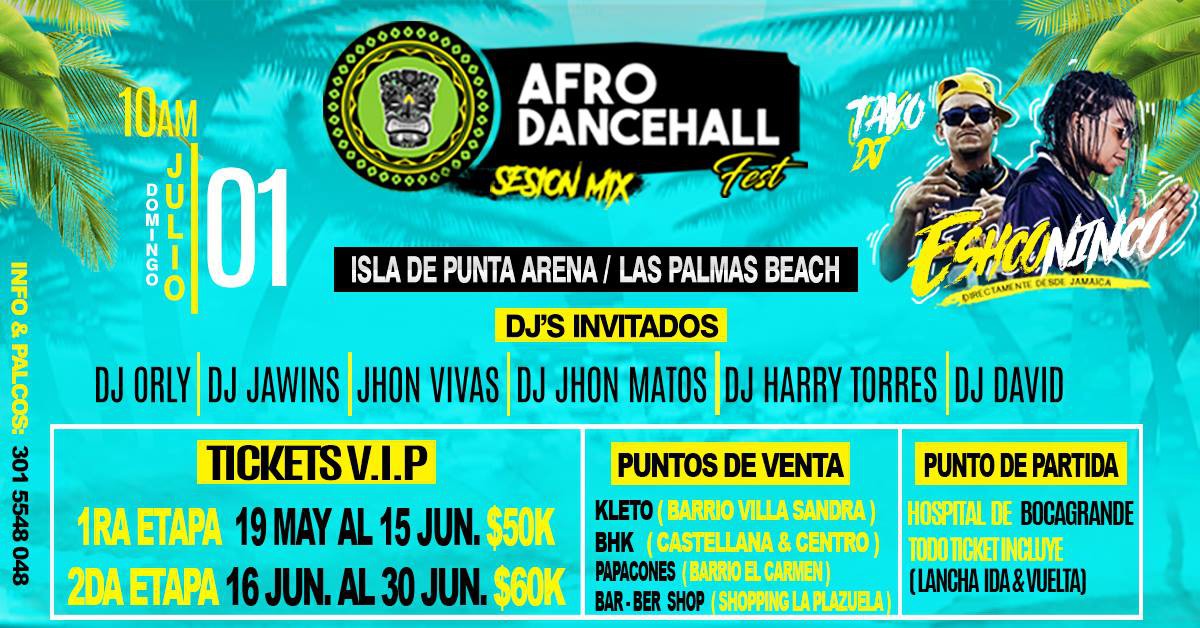 10AM
DOMINGO
JULIO
01
AFRO
DANCEHALL
Fest
SESION MIX
TAVO
DJ
ESHCONINCO
DIRECTAMENTE DESDE JAMAICA
ISLA DE PUNTA ARENA / LAS PALMAS BEACH
DJ'S INVITADOS
DJ ORLY | DJ JAWINS | JHON VIVAS | DJ JHON MATOS | DJ HARRY TORRES | DJ DAVID
INFO & PALCOS: 301 5548 048
TICKETS V.I.P
1RA ETAPA 19 MAY AL 15 JUN. $50K
2DA ETAPA 16 JUN. AL 30 JUN. $60K
PUNTOS DE VENTA
KLETO ( BARRIO VILLA SANDRA )
BHK ( CASTELLANA & CENTRO )
PAPACONES ( BARRIO EL CARMEN )
BAR - BER SHOP ( SHOPPING LA PLAZUELA )
PUNTO DE PARTIDA
HOSPITAL DE BOCAGRANDE
TODO TICKET INCLUYE
( LANCHA IDA & VUELTA)